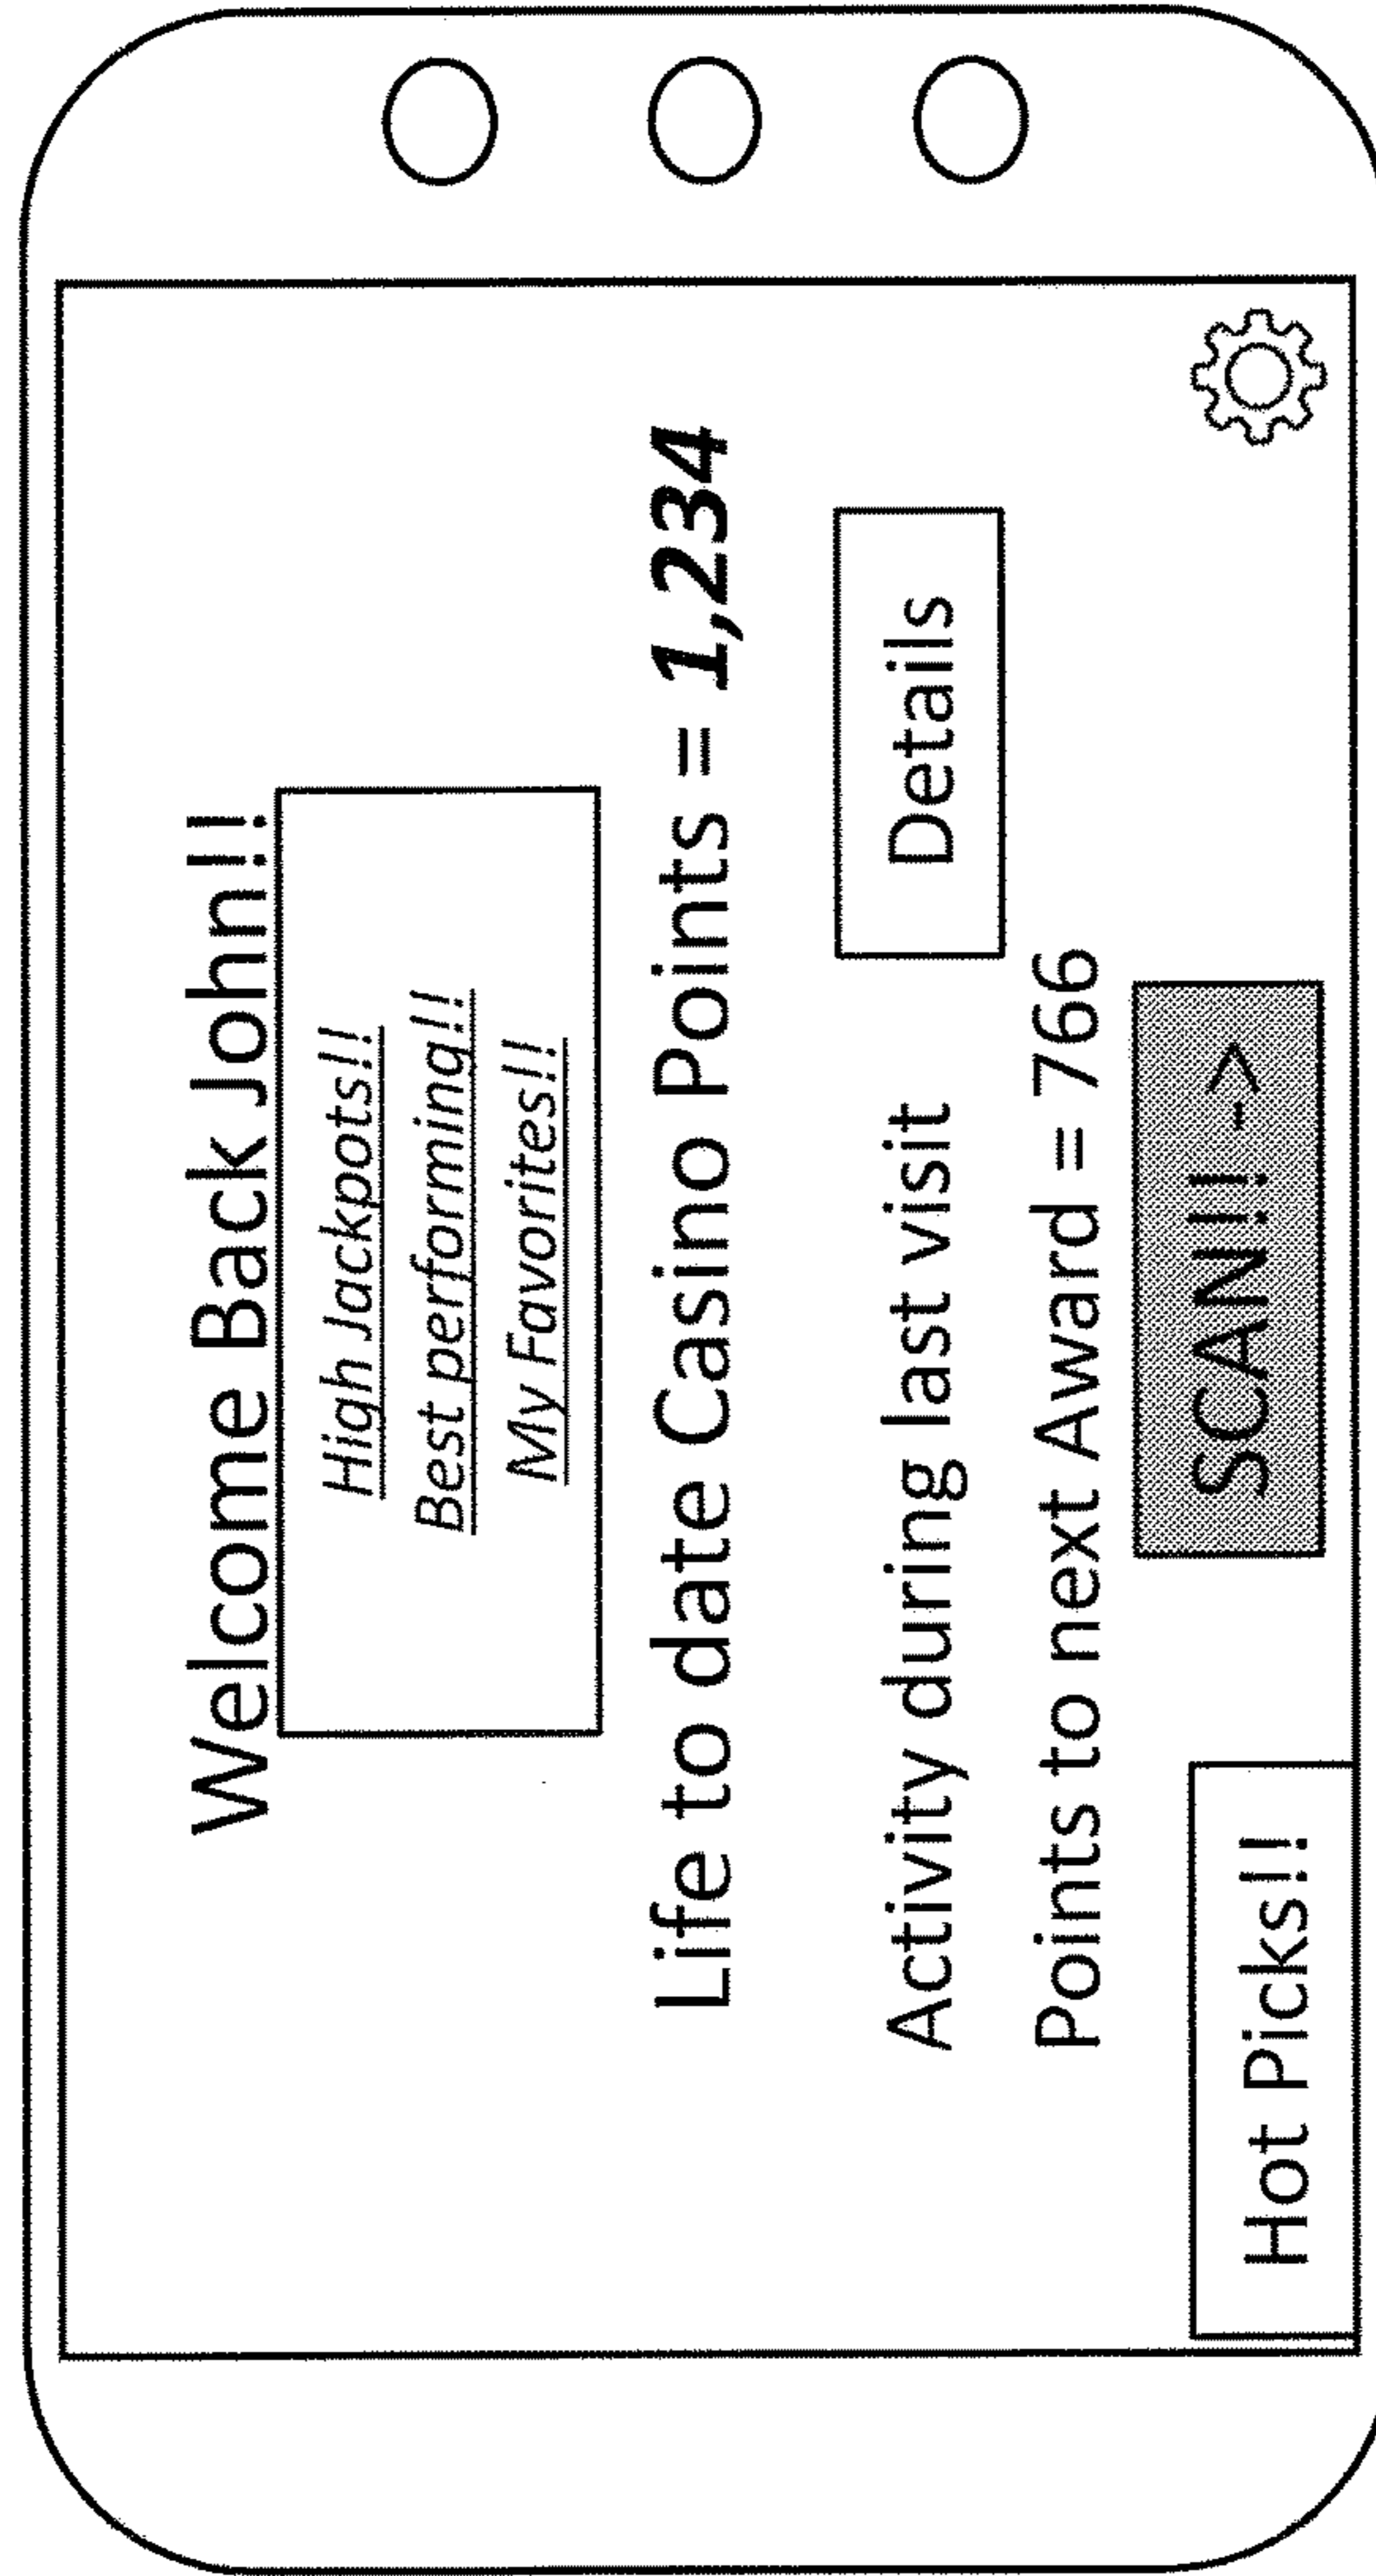 Welcome Back John!!
High Jackpots!!
Best performing!!
My Favorites!!
Life to date Casino Points = 1,234
Activity during last visit
Details
Points to next Award = 766
Hot Picks!!
SCAN!! -->